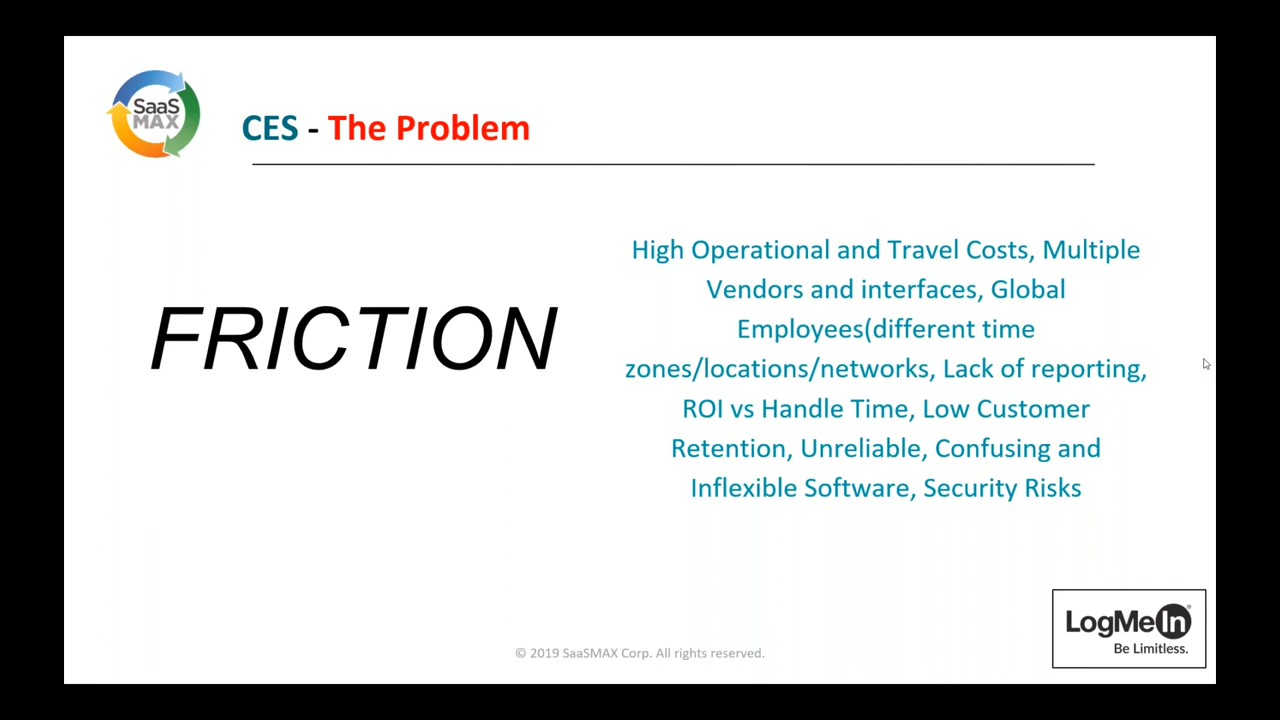 SaaS
MAX
CES - The Problem
FRICTION
High Operational and Travel Costs, Multiple
Vendors and interfaces, Global
Employees(different time
zones/locations/networks, Lack of reporting,
ROI vs Handle Time, Low Customer
Retention, Unreliable, Confusing and
Inflexible Software, Security Risks
© 2019 SaaSMAX Corp. All rights reserved.
LogMeIn®
Be Limitless.